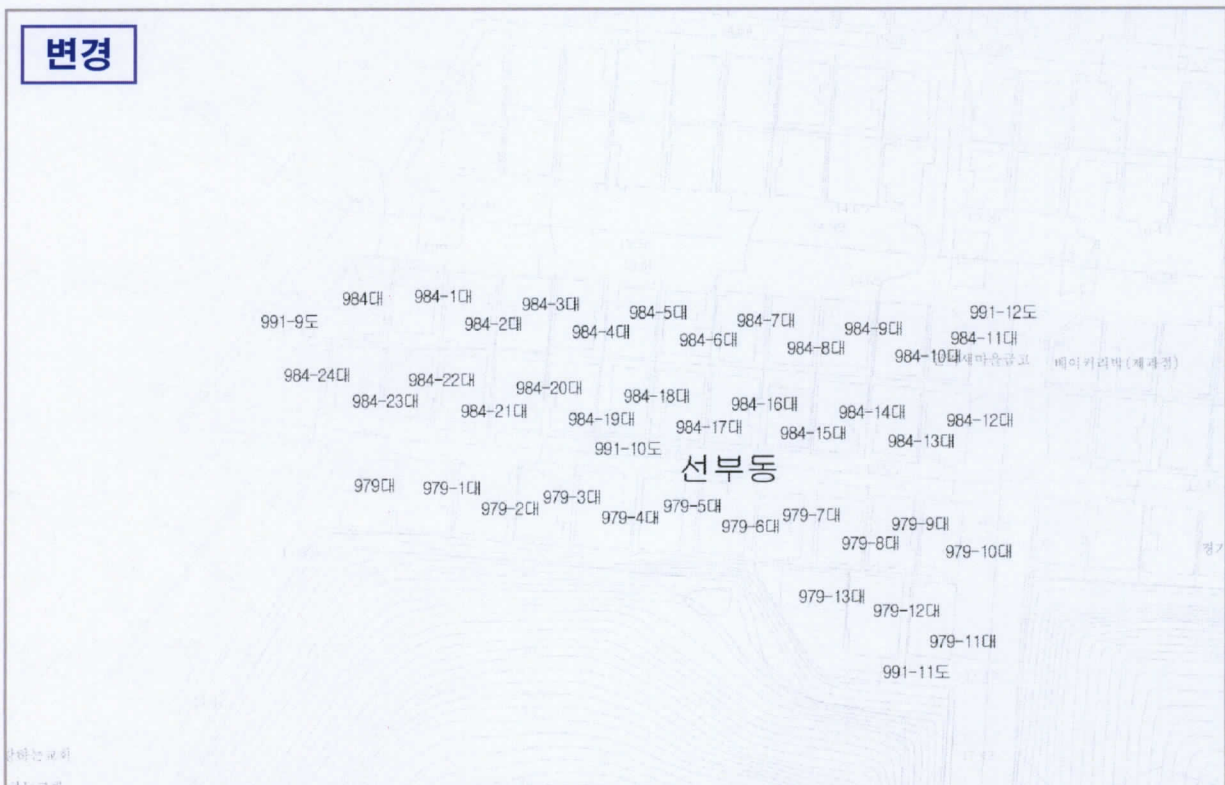 변경
984대 984-1대 984-3대 984-5대 984-7대 984-9대 991-12도
991-9도 984-2대 984-4대 984-6대 984-8대 984-10대 984-11대
베이커리박(제과점)
984-24대 984-22대 984-20대 984-18대 984-16대 984-14대 984-12대
984-23대 984-21대 984-19대 984-17대 984-15대 984-13대
991-10도
선부동
979대 979-1대 979-3대 979-5대 979-7대 979-9대
979-2대 979-4대 979-6대 979-8대 979-10대
979-13대 979-12대
979-11대
991-11도